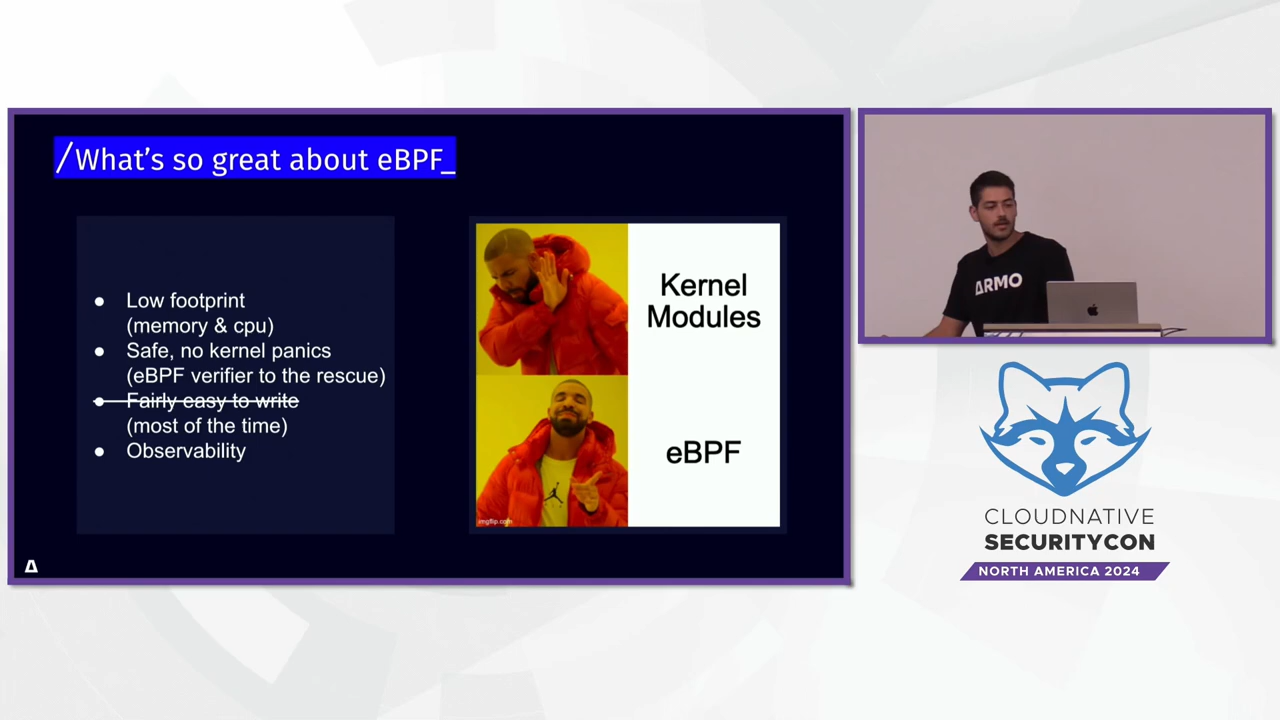 /What's so great about eBPF_
● Low footprint
(memory & cpu)
● Safe, no kernel panics
(eBPF verifier to the rescue)
● Fairly easy to write
(most of the time)
● Observability
Kernel
Modules
eBPF
imgflip.com
ARMO
CLOUDNATIVE
SECURITYCON
NORTH AMERICA 2024